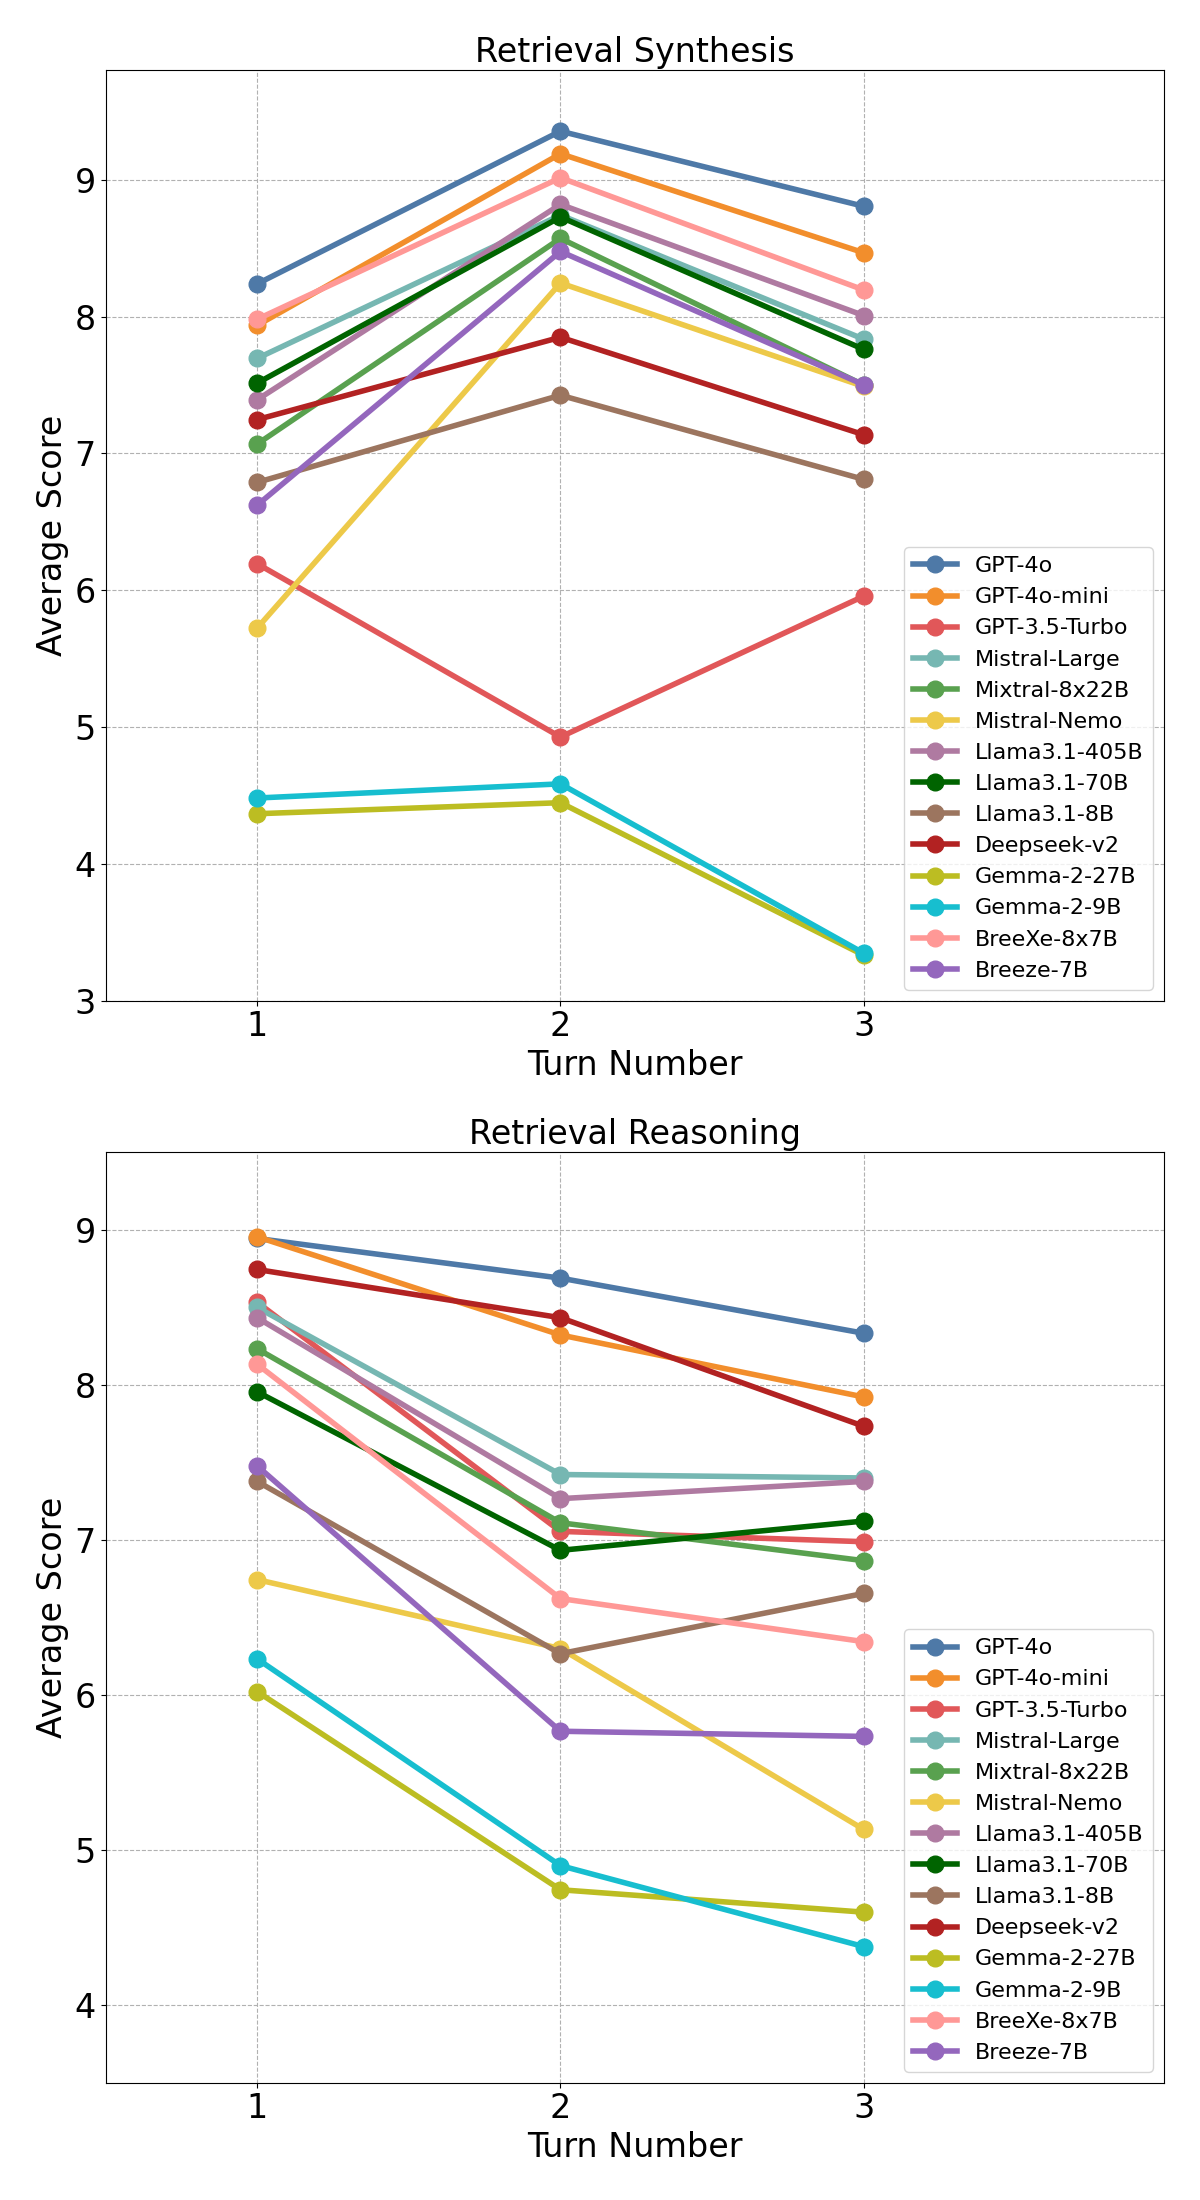 Retrieval Synthesis
Average Score
9
8
7
6
5
4
3
1 2 3
Turn Number
GPT-4o
GPT-4o-mini
GPT-3.5-Turbo
Mistral-Large
Mixtral-8x22B
Mistral-Nemo
Llama3.1-405B
Llama3.1-70B
Llama3.1-8B
Deepseek-v2
Gemma-2-27B
Gemma-2-9B
BreeXe-8x7B
Breeze-7B
Retrieval Reasoning
Average Score
9
8
7
6
5
4
1 2 3
Turn Number
GPT-4o
GPT-4o-mini
GPT-3.5-Turbo
Mistral-Large
Mixtral-8x22B
Mistral-Nemo
Llama3.1-405B
Llama3.1-70B
Llama3.1-8B
Deepseek-v2
Gemma-2-27B
Gemma-2-9B
BreeXe-8x7B
Breeze-7B